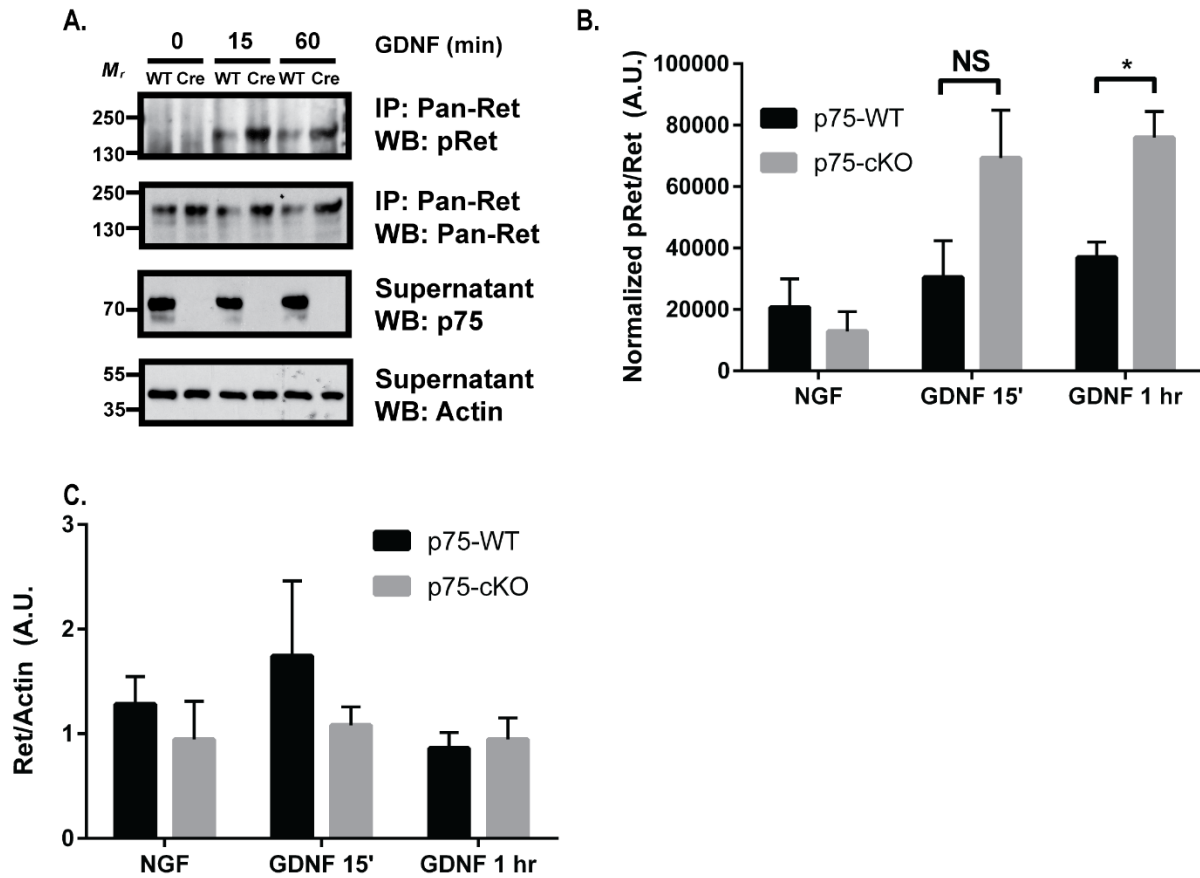 A.
0 15 60 GDNF (min)
Mr WT Cre WT Cre WT Cre
250
130
IP: Pan-Ret
WB: pRet
250
130
IP: Pan-Ret
WB: Pan-Ret
70
Supernatant
WB: p75
55
35
Supernatant
WB: Actin
B.
Normalized pRet/Ret (A.U.)
100000
80000
60000
40000
20000
0
p75-WT
p75-cKO
NS
*
NGF GDNF 15' GDNF 1 hr
C.
Ret/Actin (A.U.)
3
2
1
0
p75-WT
p75-cKO
NGF GDNF 15' GDNF 1 hr